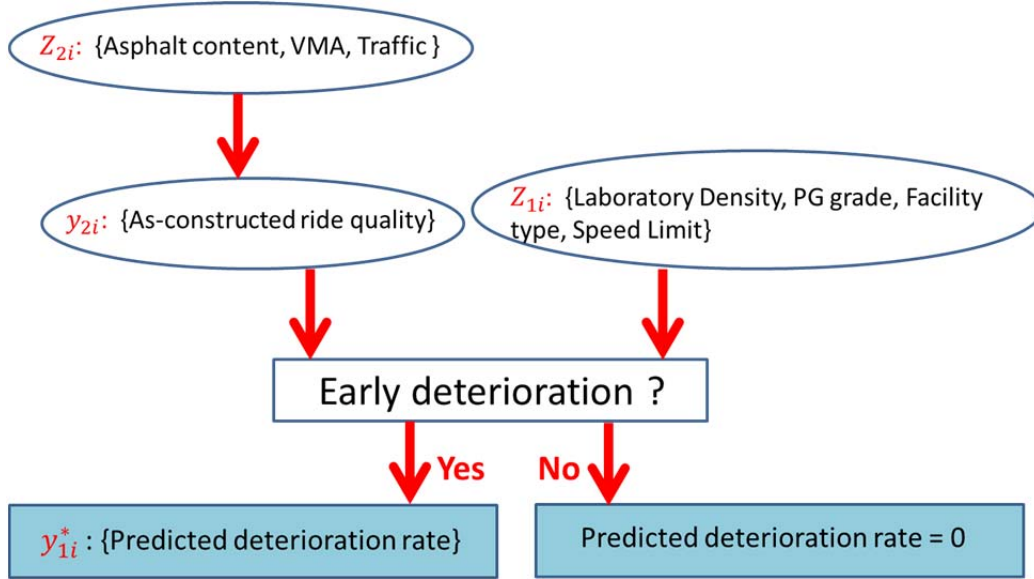 Z₂ᵢ: {Asphalt content, VMA, Traffic }
y₂ᵢ: {As-constructed ride quality}
Z₁ᵢ: {Laboratory Density, PG grade, Facility
type, Speed Limit}
Early deterioration ?
Yes
No
y*₁ᵢ : {Predicted deterioration rate}
Predicted deterioration rate = 0